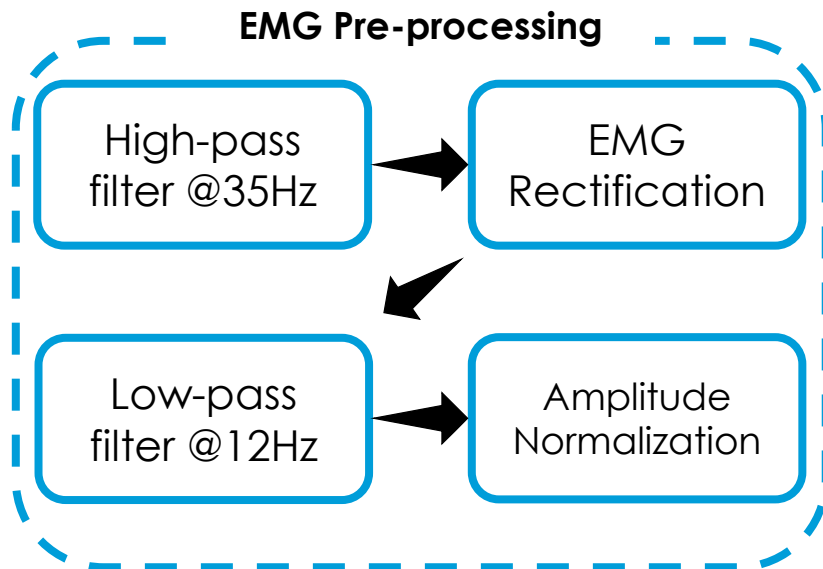 EMG Pre-processing
High-pass
filter @35Hz
EMG
Rectification
Low-pass
filter @12Hz
Amplitude
Normalization